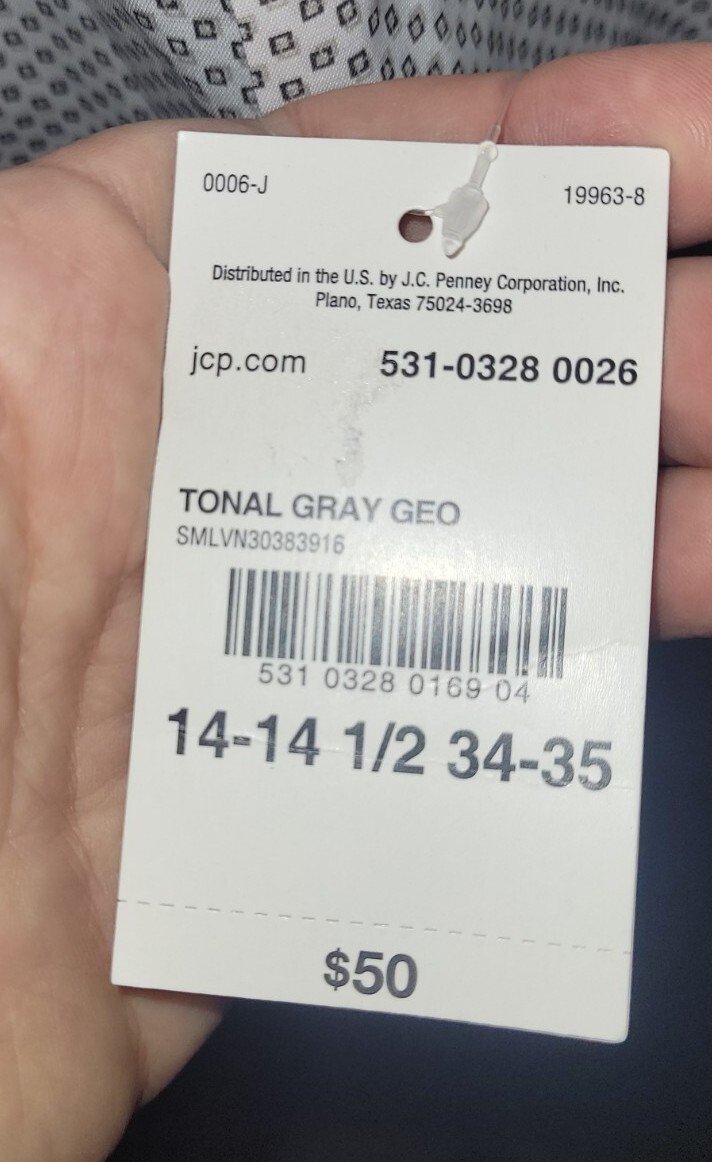 0006-J 19963-8
Distributed in the U.S. by J.C. Penney Corporation, Inc.
Plano, Texas 75024-3698
jcp.com 531-0328 0026
TONAL GRAY GEO
SMLVN30383916
531 0328 0169 04
14-14 1/2 34-35
$50